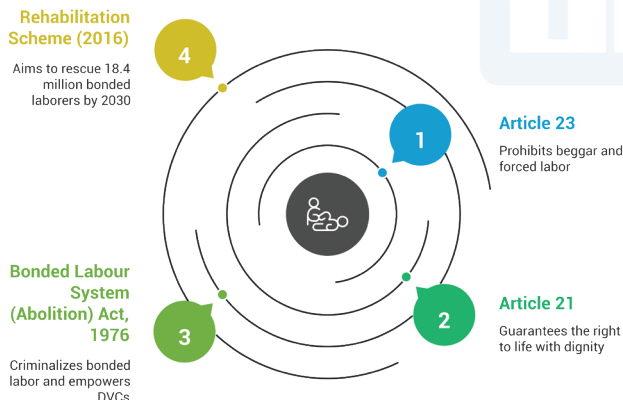 Rehabilitation
Scheme (2016)
Aims to rescue 18.4
million bonded
laborers by 2030
4
1
Article 23
Prohibits beggar and
forced labor
Bonded Labour
System
(Abolition) Act,
1976
Criminalizes bonded
labor and empowers
DVCs
3
2
Article 21
Guarantees the right
to life with dignity